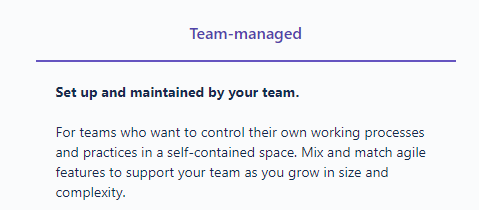 Team-managed
Set up and maintained by your team.
For teams who want to control their own working processes
and practices in a self-contained space. Mix and match agile
features to support your team as you grow in size and
complexity.